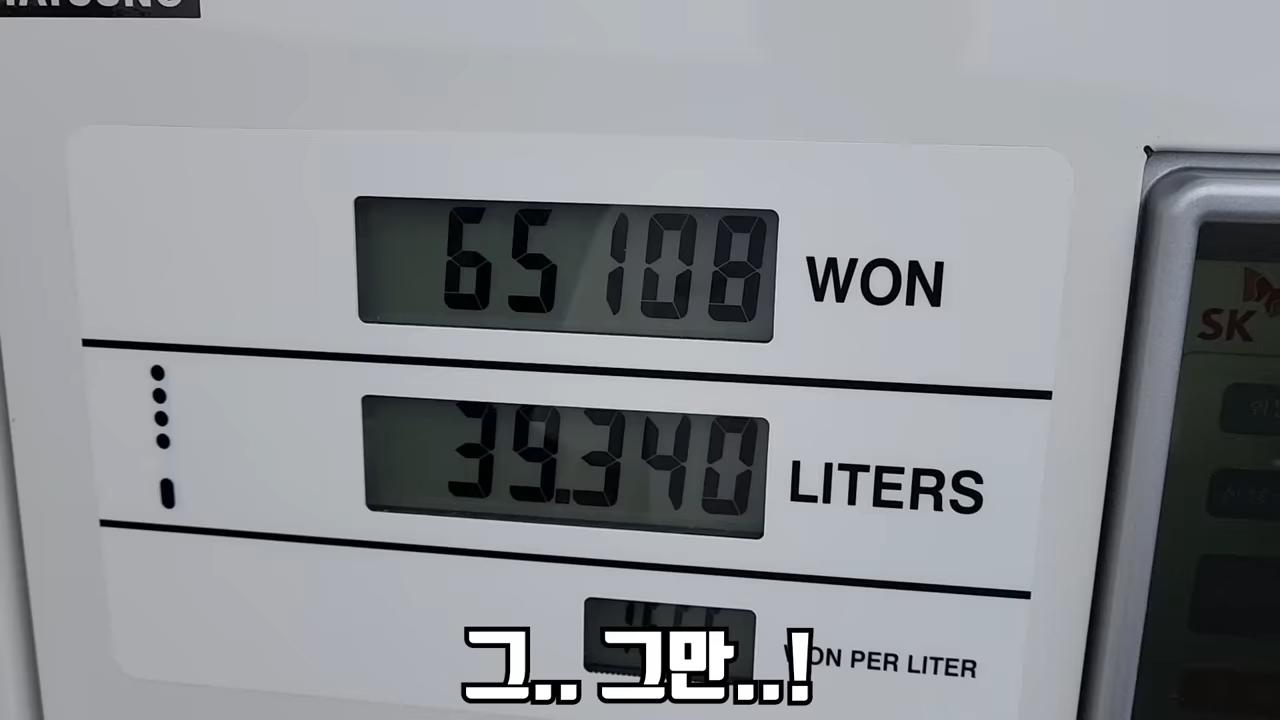 65108 WON
39.340 LITERS
WON PER LITER
그.. 그만..!
SK